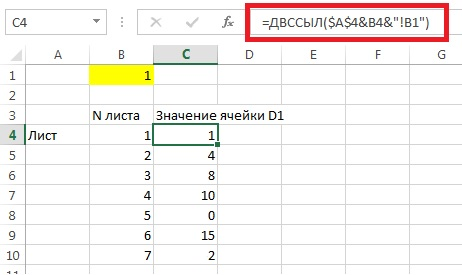 C4 =ДВССЫЛ($A$4&B4&"!B1")
A B C D E F G
1 1
2
3 N листа Значение ячейки D1
4 Лист 1 1
5 2 4
6 3 8
7 4 10
8 5 0
9 6 15
10 7 2